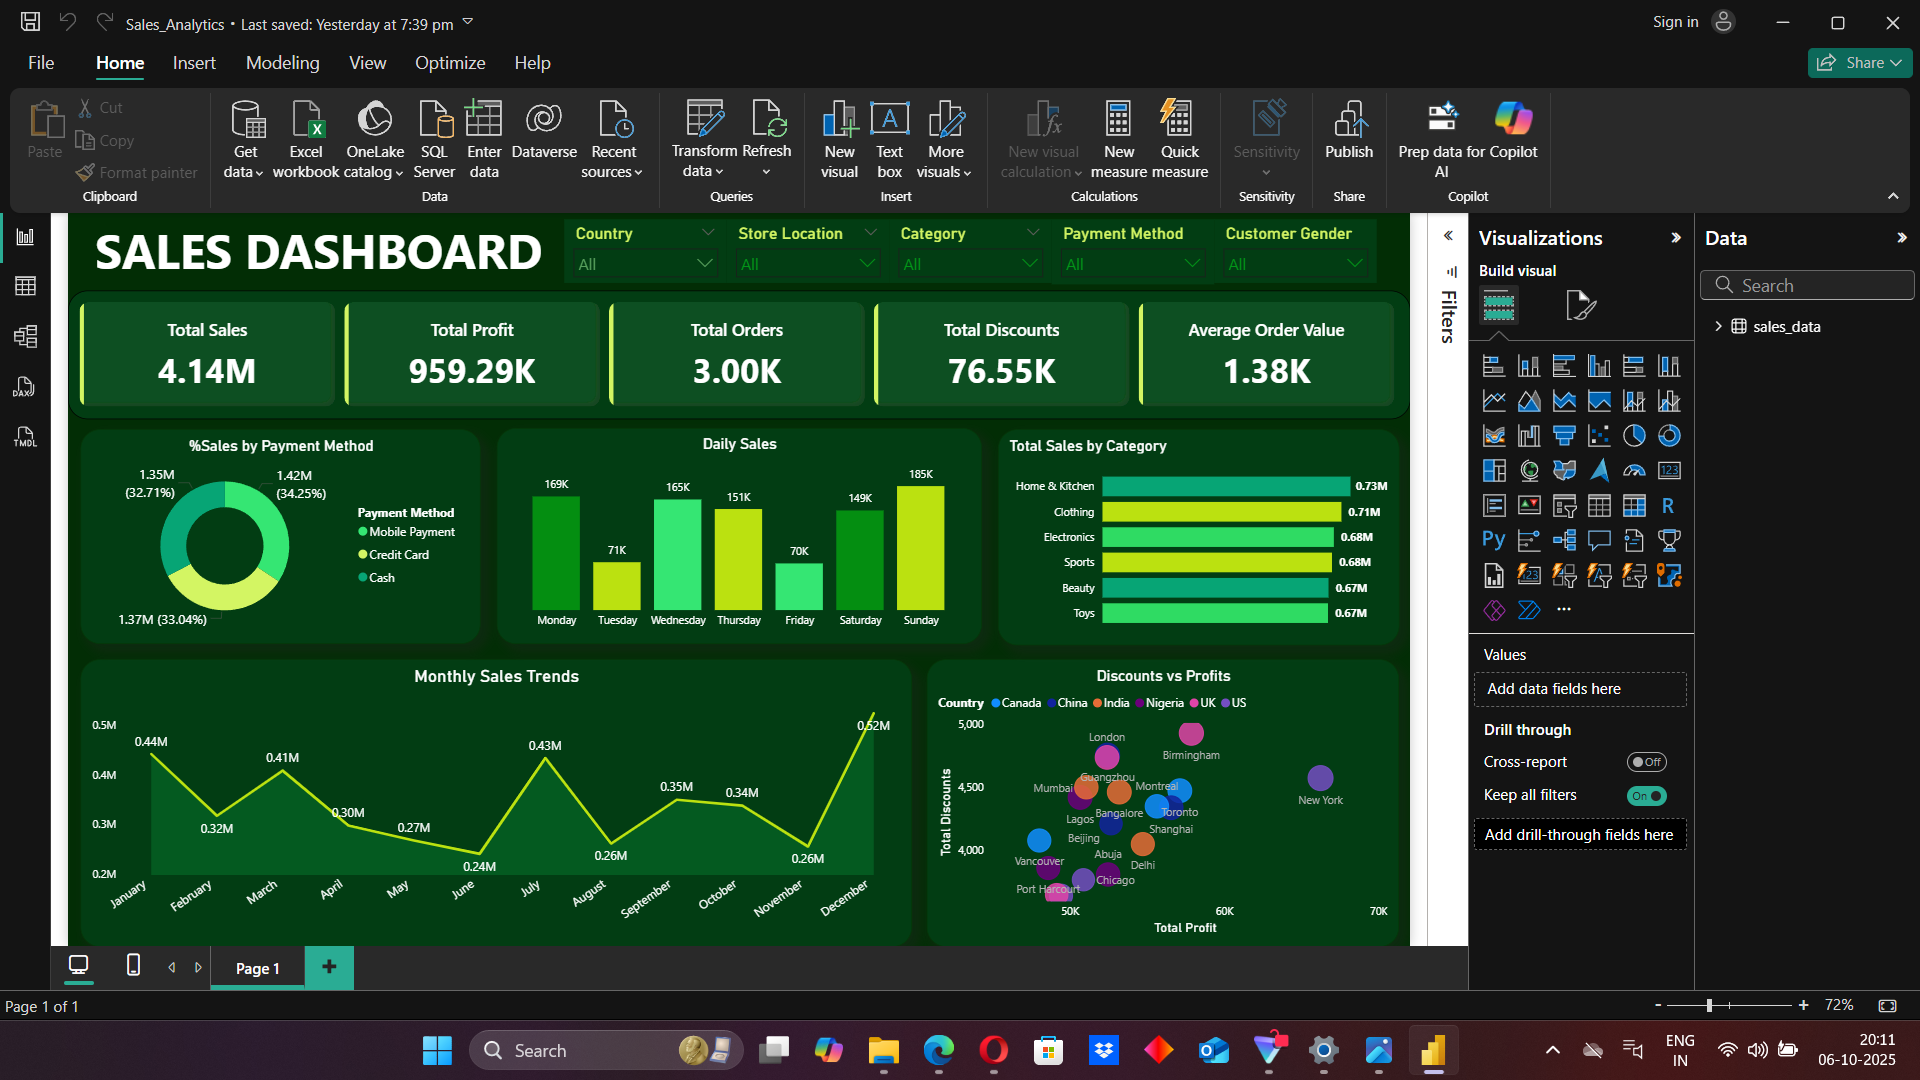 Sales_Analytics • Last saved: Yesterday at 7:39 pm
Sign in
File Home Insert Modeling View Optimize Help
Share
Paste
Cut
Copy
Format painter
Clipboard
Get data
Excel workbook
OneLake catalog
SQL Server
Enter data
Dataverse
Recent sources
Data
Transform data
Refresh
Queries
New visual
Text box
More visuals
Insert
New visual calculation
New measure
Quick measure
Calculations
Sensitivity
Sensitivity
Publish
Share
Prep data for AI
Copilot
Copilot
DAX
TMDL
SALES DASHBOARD
Country
All
Store Location
All
Category
All
Payment Method
All
Customer Gender
All
Total Sales
4.14M
Total Profit
959.29K
Total Orders
3.00K
Total Discounts
76.55K
Average Order Value
1.38K
%Sales by Payment Method
1.35M
(32.71%)
1.42M
(34.25%)
1.37M (33.04%)
Payment Method
Mobile Payment
Credit Card
Cash
Daily Sales
169K
71K
165K
151K
70K
149K
185K
Monday Tuesday Wednesday Thursday Friday Saturday Sunday
Total Sales by Category
Home & Kitchen 0.73M
Clothing 0.71M
Electronics 0.68M
Sports 0.68M
Beauty 0.67M
Toys 0.67M
Monthly Sales Trends
0.5M
0.4M
0.3M
0.2M
0.44M
0.32M
0.41M
0.30M
0.27M
0.24M
0.43M
0.26M
0.35M
0.34M
0.26M
0.52M
January February March April May June July August September October November December
Discounts vs Profits
Country Canada China India Nigeria UK US
Total Discounts
5,000
4,500
4,000
London
Birmingham
Guangzhou
Mumbai
Montreal
New York
Lagos
Bangalore
Toronto
Shanghai
Beijing
Abuja
Vancouver
Delhi
Chicago
Port Harcourt
50K 60K 70K
Total Profit
Filters
Visualizations
Build visual
123
R
Py
123
Values
Add data fields here
Drill through
Cross-report
Off
Keep all filters
On
Add drill-through fields here
Data
Search
sales_data
Page 1
Page 1 of 1
72%
Search
ENG
IN
20:11
06-10-2025